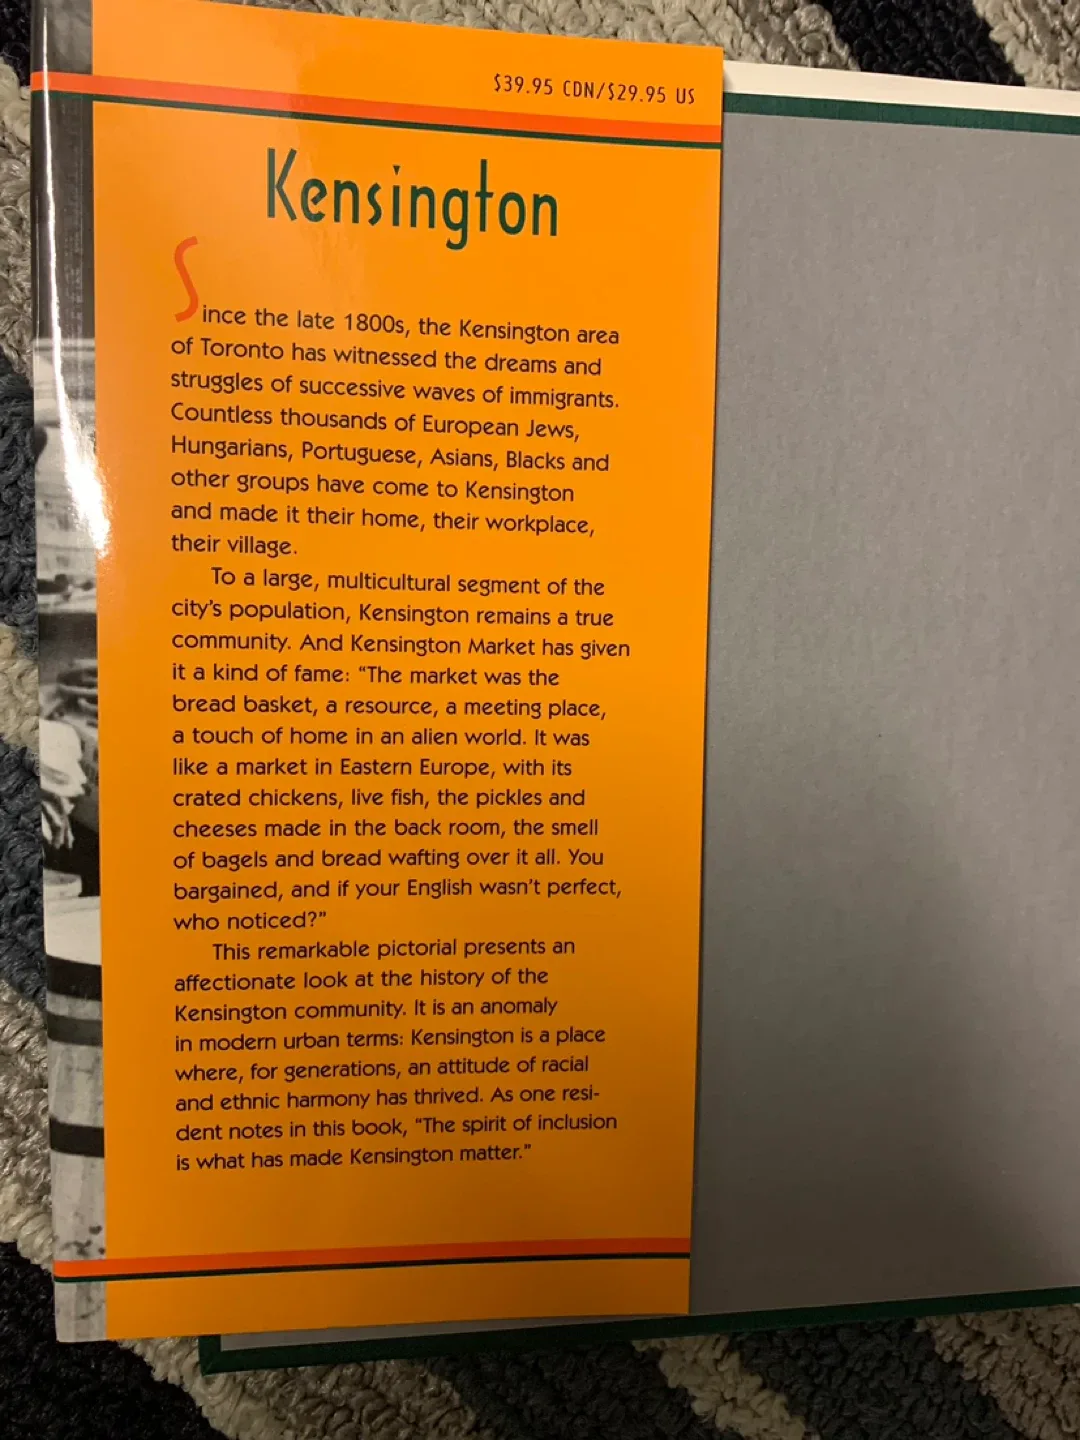 $39.95 CDN/$29.95 US
Kensington
Since the late 1800s, the Kensington area
of Toronto has witnessed the dreams and
struggles of successive waves of immigrants.
Countless thousands of European Jews,
Hungarians, Portuguese, Asians, Blacks and
other groups have come to Kensington
and made it their home, their workplace,
their village.
To a large, multicultural segment of the
city's population, Kensington remains a true
community. And Kensington Market has given
it a kind of fame: “The market was the
bread basket, a resource, a meeting place,
a touch of home in an alien world. It was
like a market in Eastern Europe, with its
crated chickens, live fish, the pickles and
cheeses made in the back room, the smell
of bagels and bread wafting over it all. You
bargained, and if your English wasn't perfect,
who noticed?”
This remarkable pictorial presents an
affectionate look at the history of the
Kensington community. It is an anomaly
in modern urban terms: Kensington is a place
where, for generations, an attitude of racial
and ethnic harmony has thrived. As one resi-
dent notes in this book, “The spirit of inclusion
is what has made Kensington matter.”